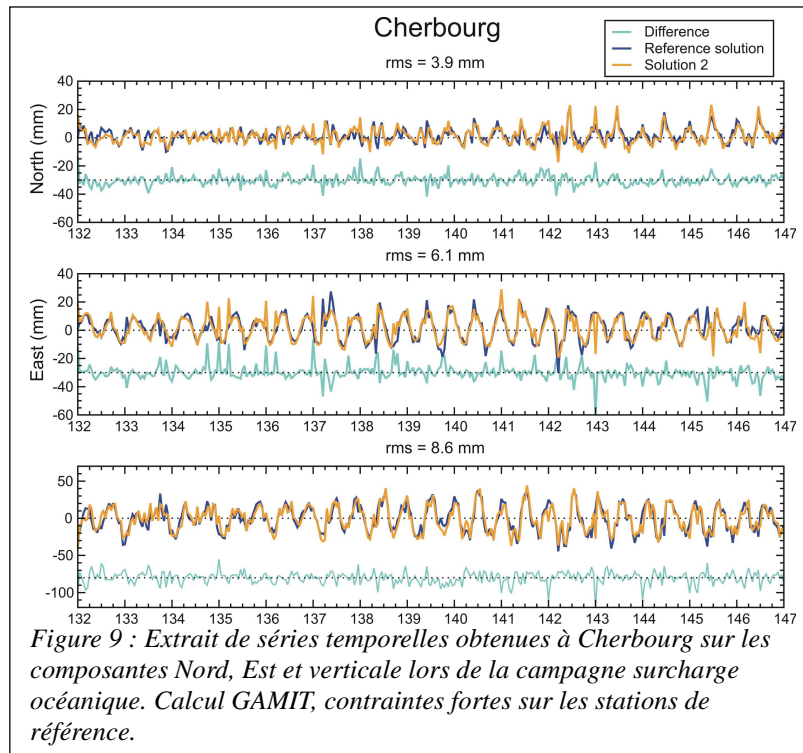 Cherbourg
Difference
Reference solution
Solution 2
rms = 3.9 mm
North (mm)
40
20
0
-20
-40
-60
132 133 134 135 136 137 138 139 140 141 142 143 144 145 146 147
rms = 6.1 mm
East (mm)
40
20
0
-20
-40
-60
132 133 134 135 136 137 138 139 140 141 142 143 144 145 146 147
rms = 8.6 mm
50
0
-50
-100
132 133 134 135 136 137 138 139 140 141 142 143 144 145 146 147
Figure 9 : Extrait de séries temporelles obtenues à Cherbourg sur les
composantes Nord, Est et verticale lors de la campagne surcharge
océanique. Calcul GAMIT, contraintes fortes sur les stations de
référence.